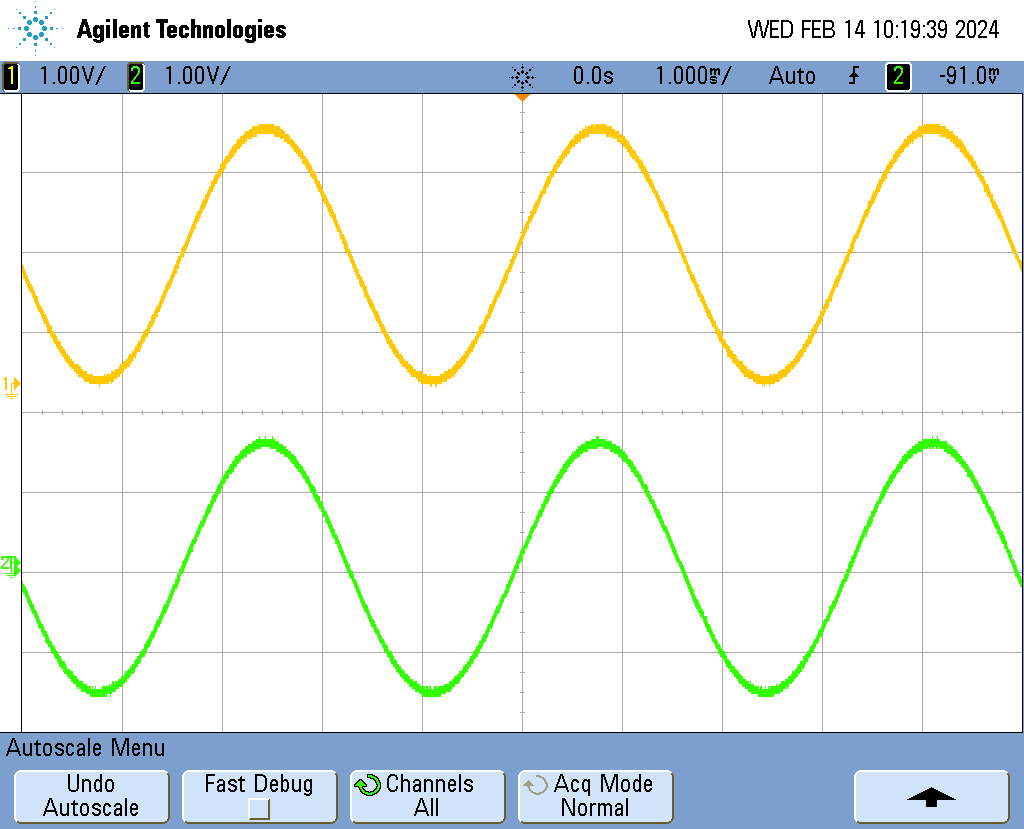 Agilent Technologies WED FEB 14 10:19:39 2024
1 1.00V/ 2 1.00V/ 0.0s 1.000ms/ Auto 2 -91.0mV
1
2
Autoscale Menu
Undo Autoscale
Fast Debug
Channels All
Acq Mode Normal